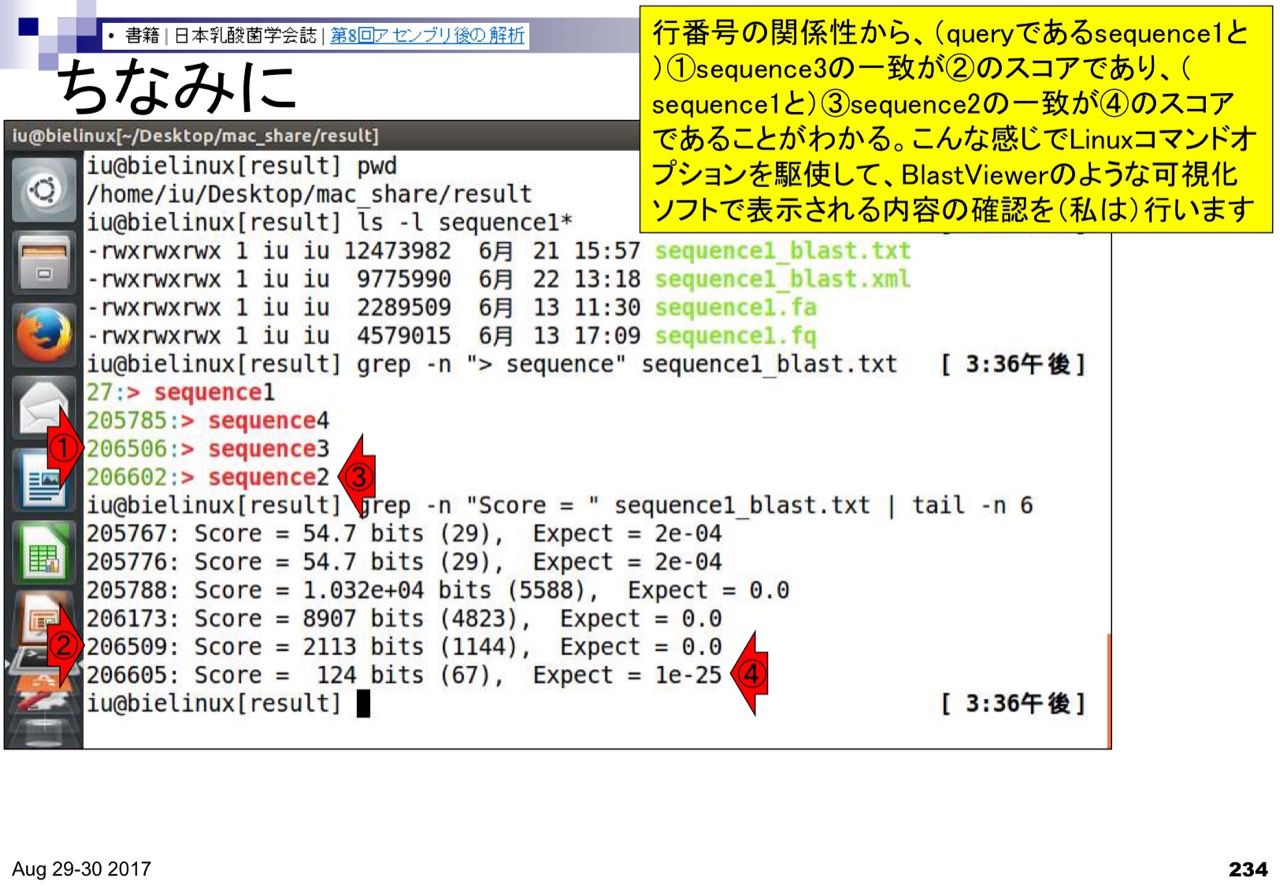 • 書籍 | 日本乳酸菌学会誌 | 第8回アセンブリ後の解析
ちなみに
行番号の関係性から、（queryであるsequence1と
）①sequence3の一致が②のスコアであり、（
sequence1と）③sequence2の一致が④のスコア
であることがわかる。こんな感じでLinuxコマンドオ
プションを駆使して、BlastViewerのような可視化
ソフトで表示される内容の確認を（私は）行います
iu@bielinux[~/Desktop/mac_share/result]
iu@bielinux[result] pwd
/home/iu/Desktop/mac_share/result
iu@bielinux[result] ls -l sequence1*
-rwxrwxrwx 1 iu iu 12473982 6月 21 15:57 sequence1_blast.txt
-rwxrwxrwx 1 iu iu 9775990 6月 22 13:18 sequence1_blast.xml
-rwxrwxrwx 1 iu iu 2289509 6月 13 11:30 sequence1.fa
-rwxrwxrwx 1 iu iu 4579015 6月 13 17:09 sequence1.fq
iu@bielinux[result] grep -n "> sequence" sequence1_blast.txt [ 3:36午後]
27:> sequence1
205785:> sequence4
① 206506:> sequence3
206602:> sequence2 ③
iu@bielinux[result] grep -n "Score = " sequence1_blast.txt | tail -n 6
205767: Score = 54.7 bits (29), Expect = 2e-04
205776: Score = 54.7 bits (29), Expect = 2e-04
205788: Score = 1.032e+04 bits (5588), Expect = 0.0
206173: Score = 8907 bits (4823), Expect = 0.0
② 206509: Score = 2113 bits (1144), Expect = 0.0
206605: Score = 124 bits (67), Expect = 1e-25 ④
iu@bielinux[result] [ 3:36午後]
Aug 29-30 2017
234